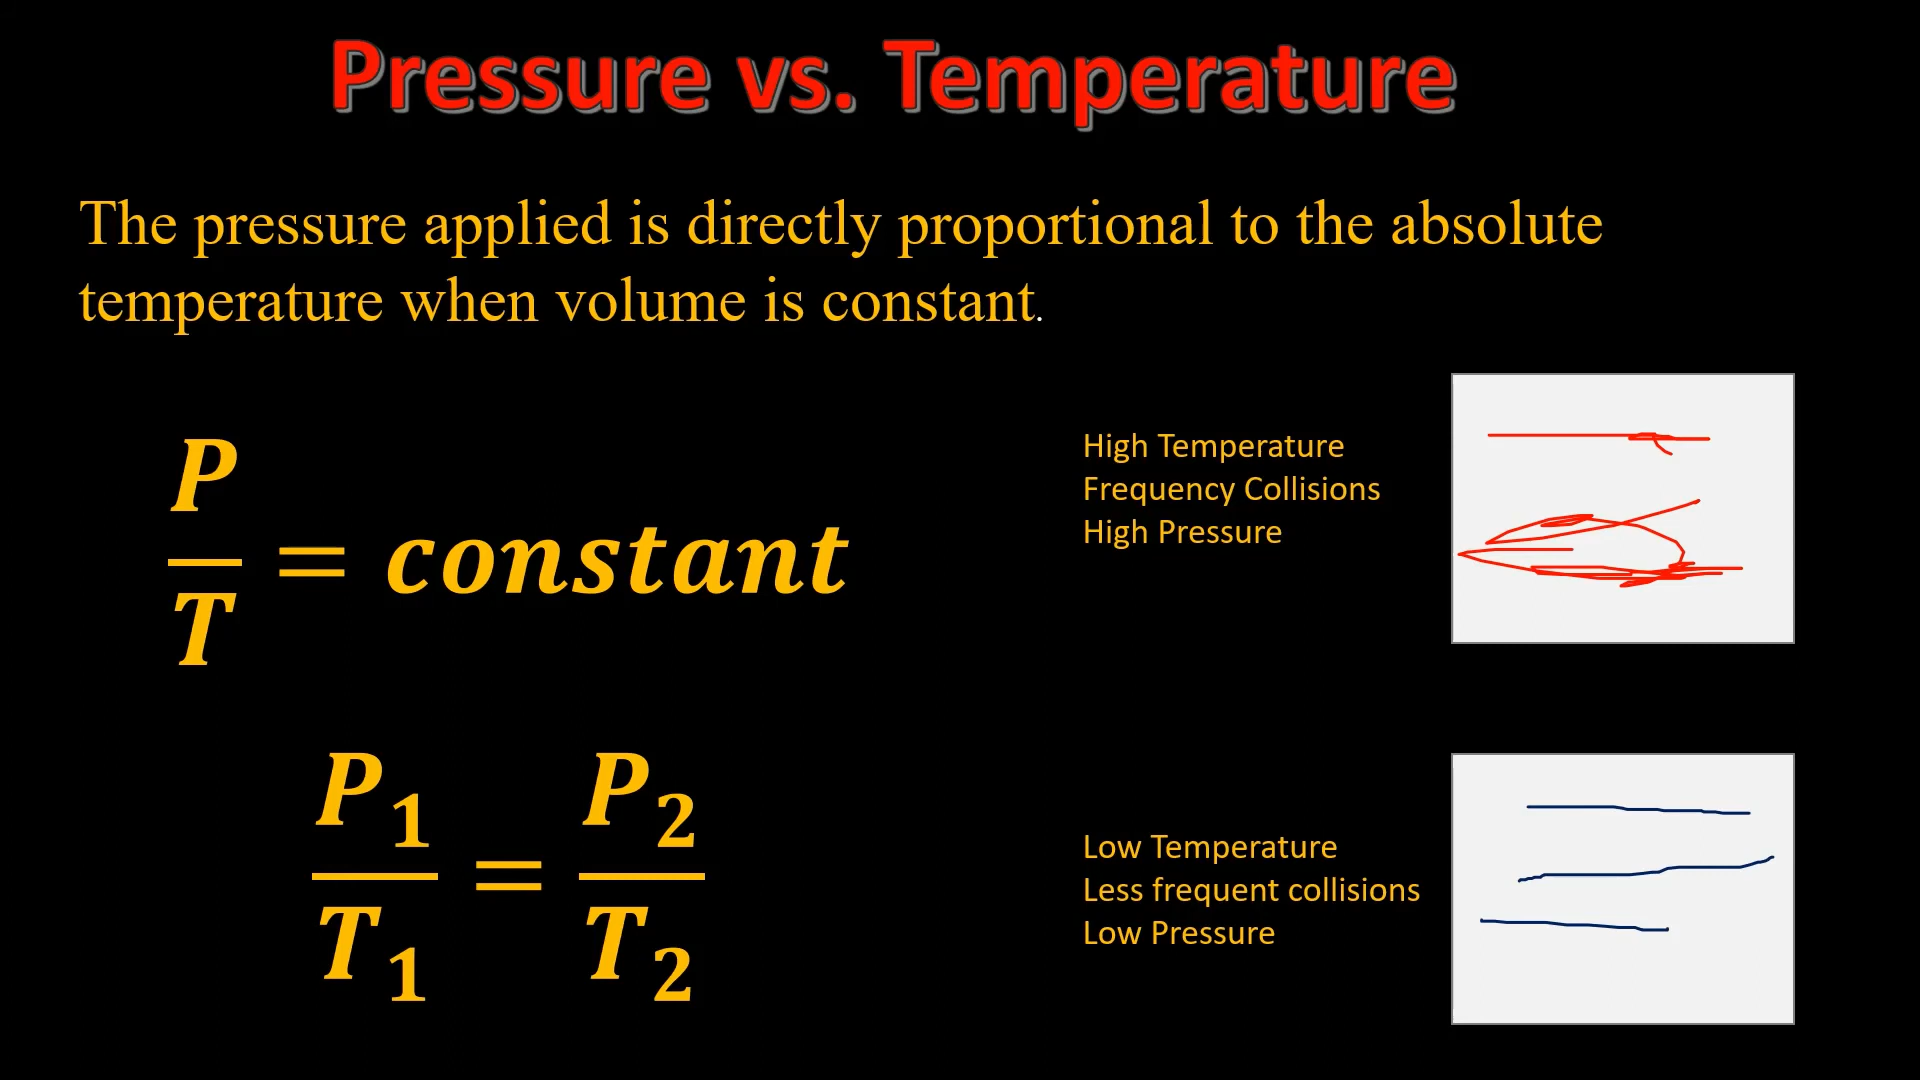 Pressure vs. Temperature
The pressure applied is directly proportional to the absolute
temperature when volume is constant.
P/T = constant
P₁/T₁ = P₂/T₂
High Temperature
Frequency Collisions
High Pressure
Low Temperature
Less frequent collisions
Low Pressure